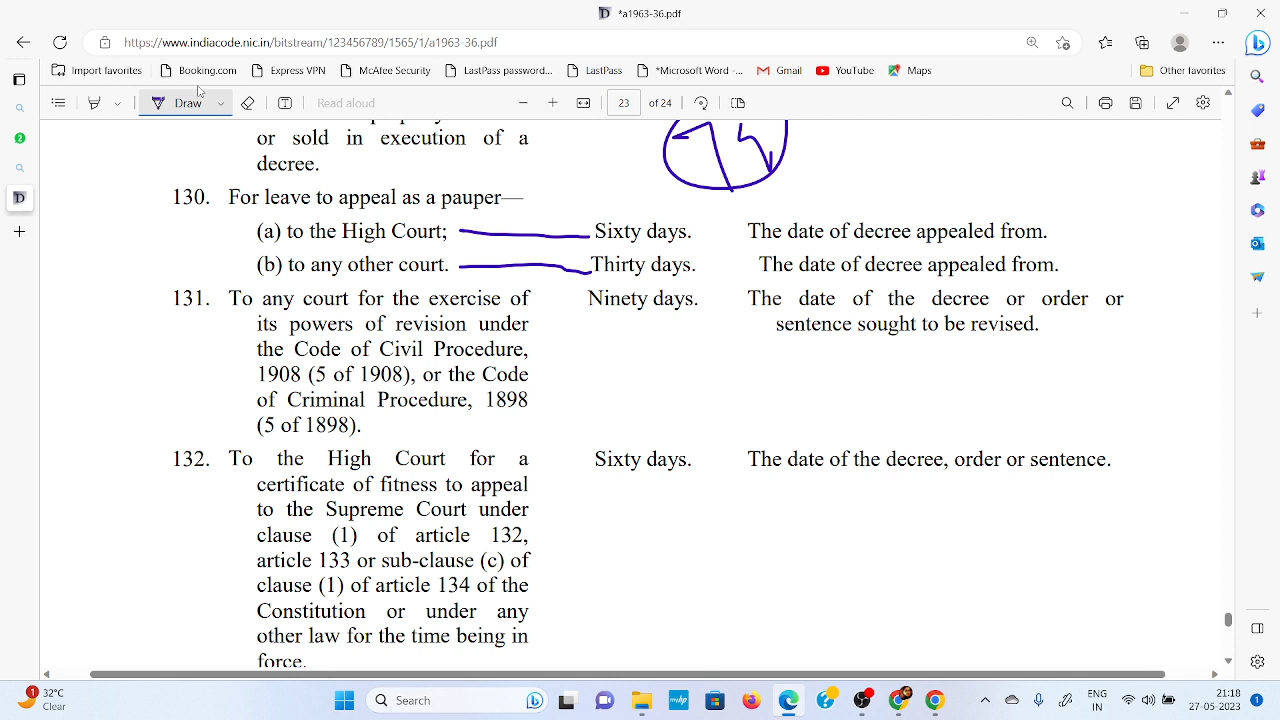 *a1963-36.pdf
https://www.indiacode.nic.in/bitstream/123456789/1565/1/a1963-36.pdf
Import favorites Booking.com Express VPN McAfee Security LastPass password... LastPass *Microsoft Word -... Gmail YouTube Maps Other favorites
Draw Read aloud 23 of 24
or sold in execution of a
decree.
130. For leave to appeal as a pauper—
(a) to the High Court; Sixty days. The date of decree appealed from.
(b) to any other court. Thirty days. The date of decree appealed from.
131. To any court for the exercise of Ninety days. The date of the decree or order or
its powers of revision under sentence sought to be revised.
the Code of Civil Procedure,
1908 (5 of 1908), or the Code
of Criminal Procedure, 1898
(5 of 1898).
132. To the High Court for a Sixty days. The date of the decree, order or sentence.
certificate of fitness to appeal
to the Supreme Court under
clause (1) of article 132,
article 133 or sub-clause (c) of
clause (1) of article 134 of the
Constitution or under any
other law for the time being in
force.
1 32°C
Clear
Search
ENG
IN
21:18
27-05-2023
1